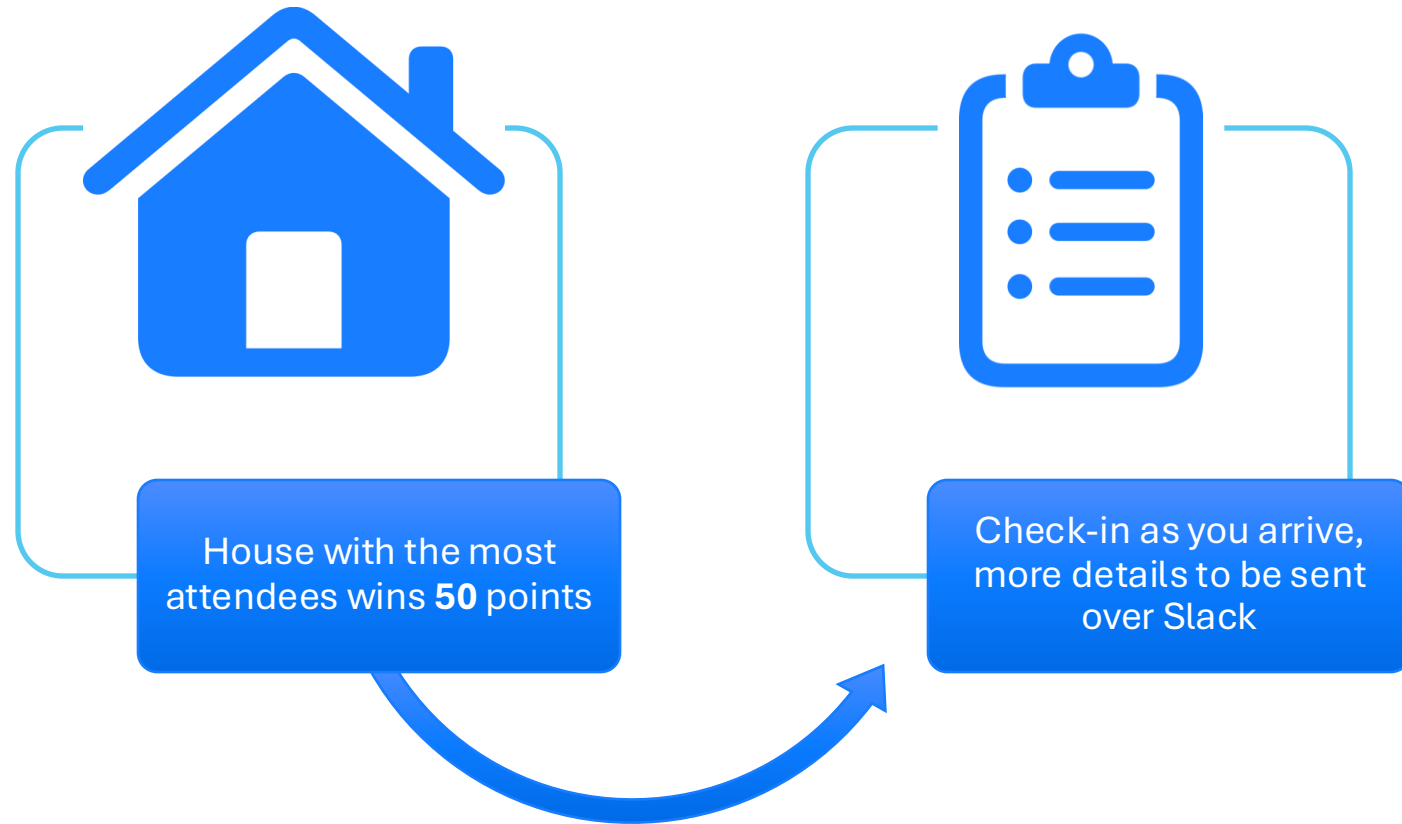 House with the most
attendees wins 50 points
Check-in as you arrive,
more details to be sent
over Slack